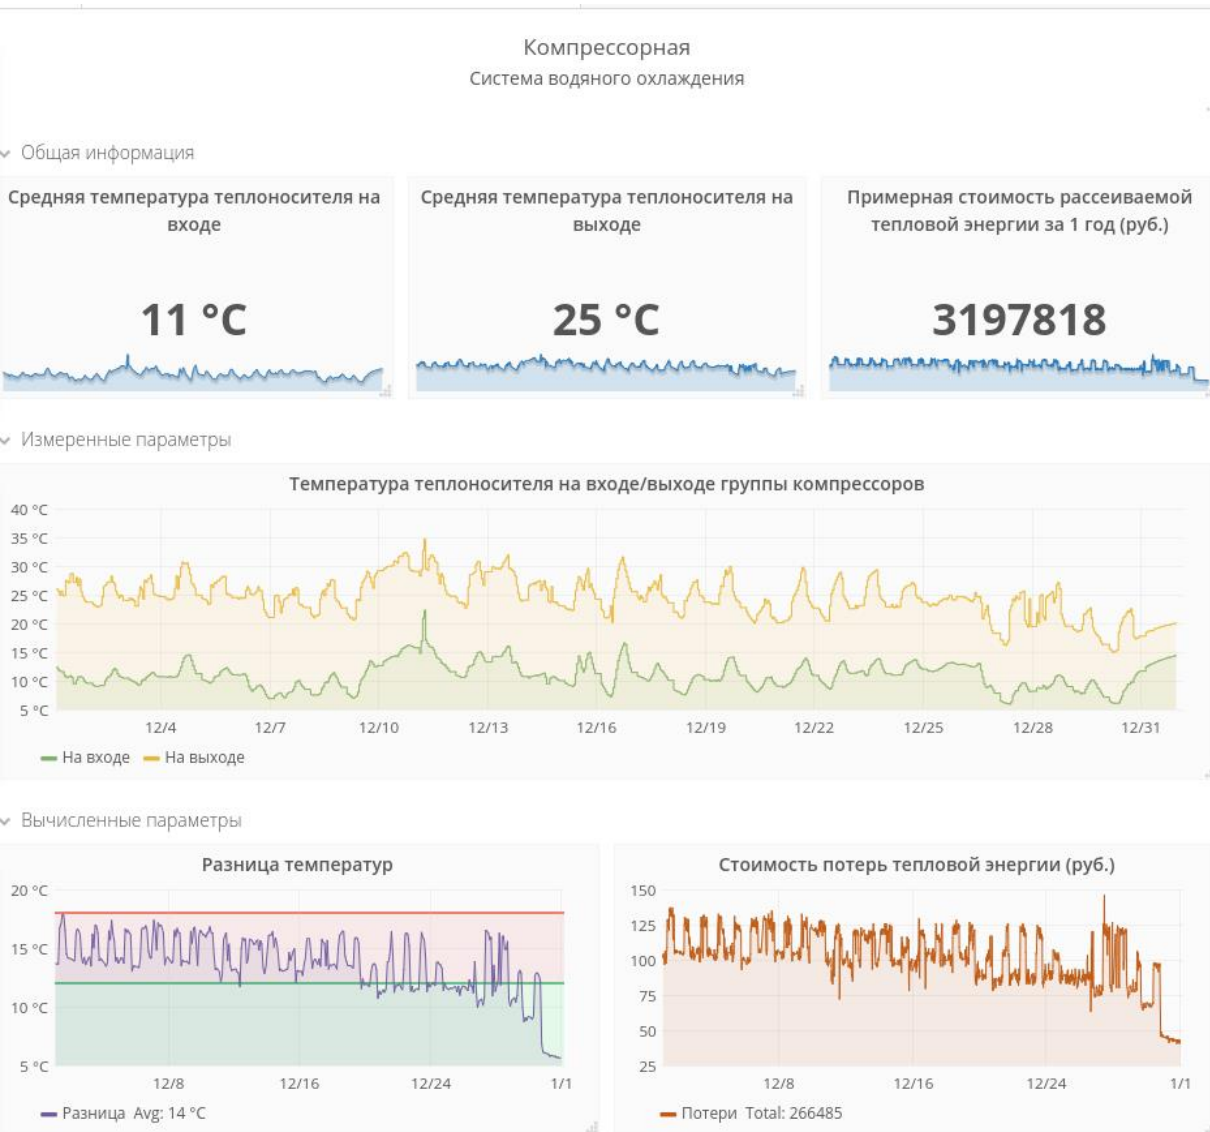 Компрессорная
Система водяного охлаждения
Общая информация
Средняя температура теплоносителя на
входе
11 °C
Средняя температура теплоносителя на
выходе
25 °C
Примерная стоимость рассеиваемой
тепловой энергии за 1 год (руб.)
3197818
Измеренные параметры
Температура теплоносителя на входе/выходе группы компрессоров
40 °C
35 °C
30 °C
25 °C
20 °C
15 °C
10 °C
5 °C
12/4 12/7 12/10 12/13 12/16 12/19 12/22 12/25 12/28 12/31
На входе На выходе
Вычисленные параметры
Разница температур
20 °C
15 °C
10 °C
5 °C
12/8 12/16 12/24 1/1
Разница Avg: 14 °C
Стоимость потерь тепловой энергии (руб.)
150
125
100
75
50
25
12/8 12/16 12/24 1/1
Потери Total: 266485